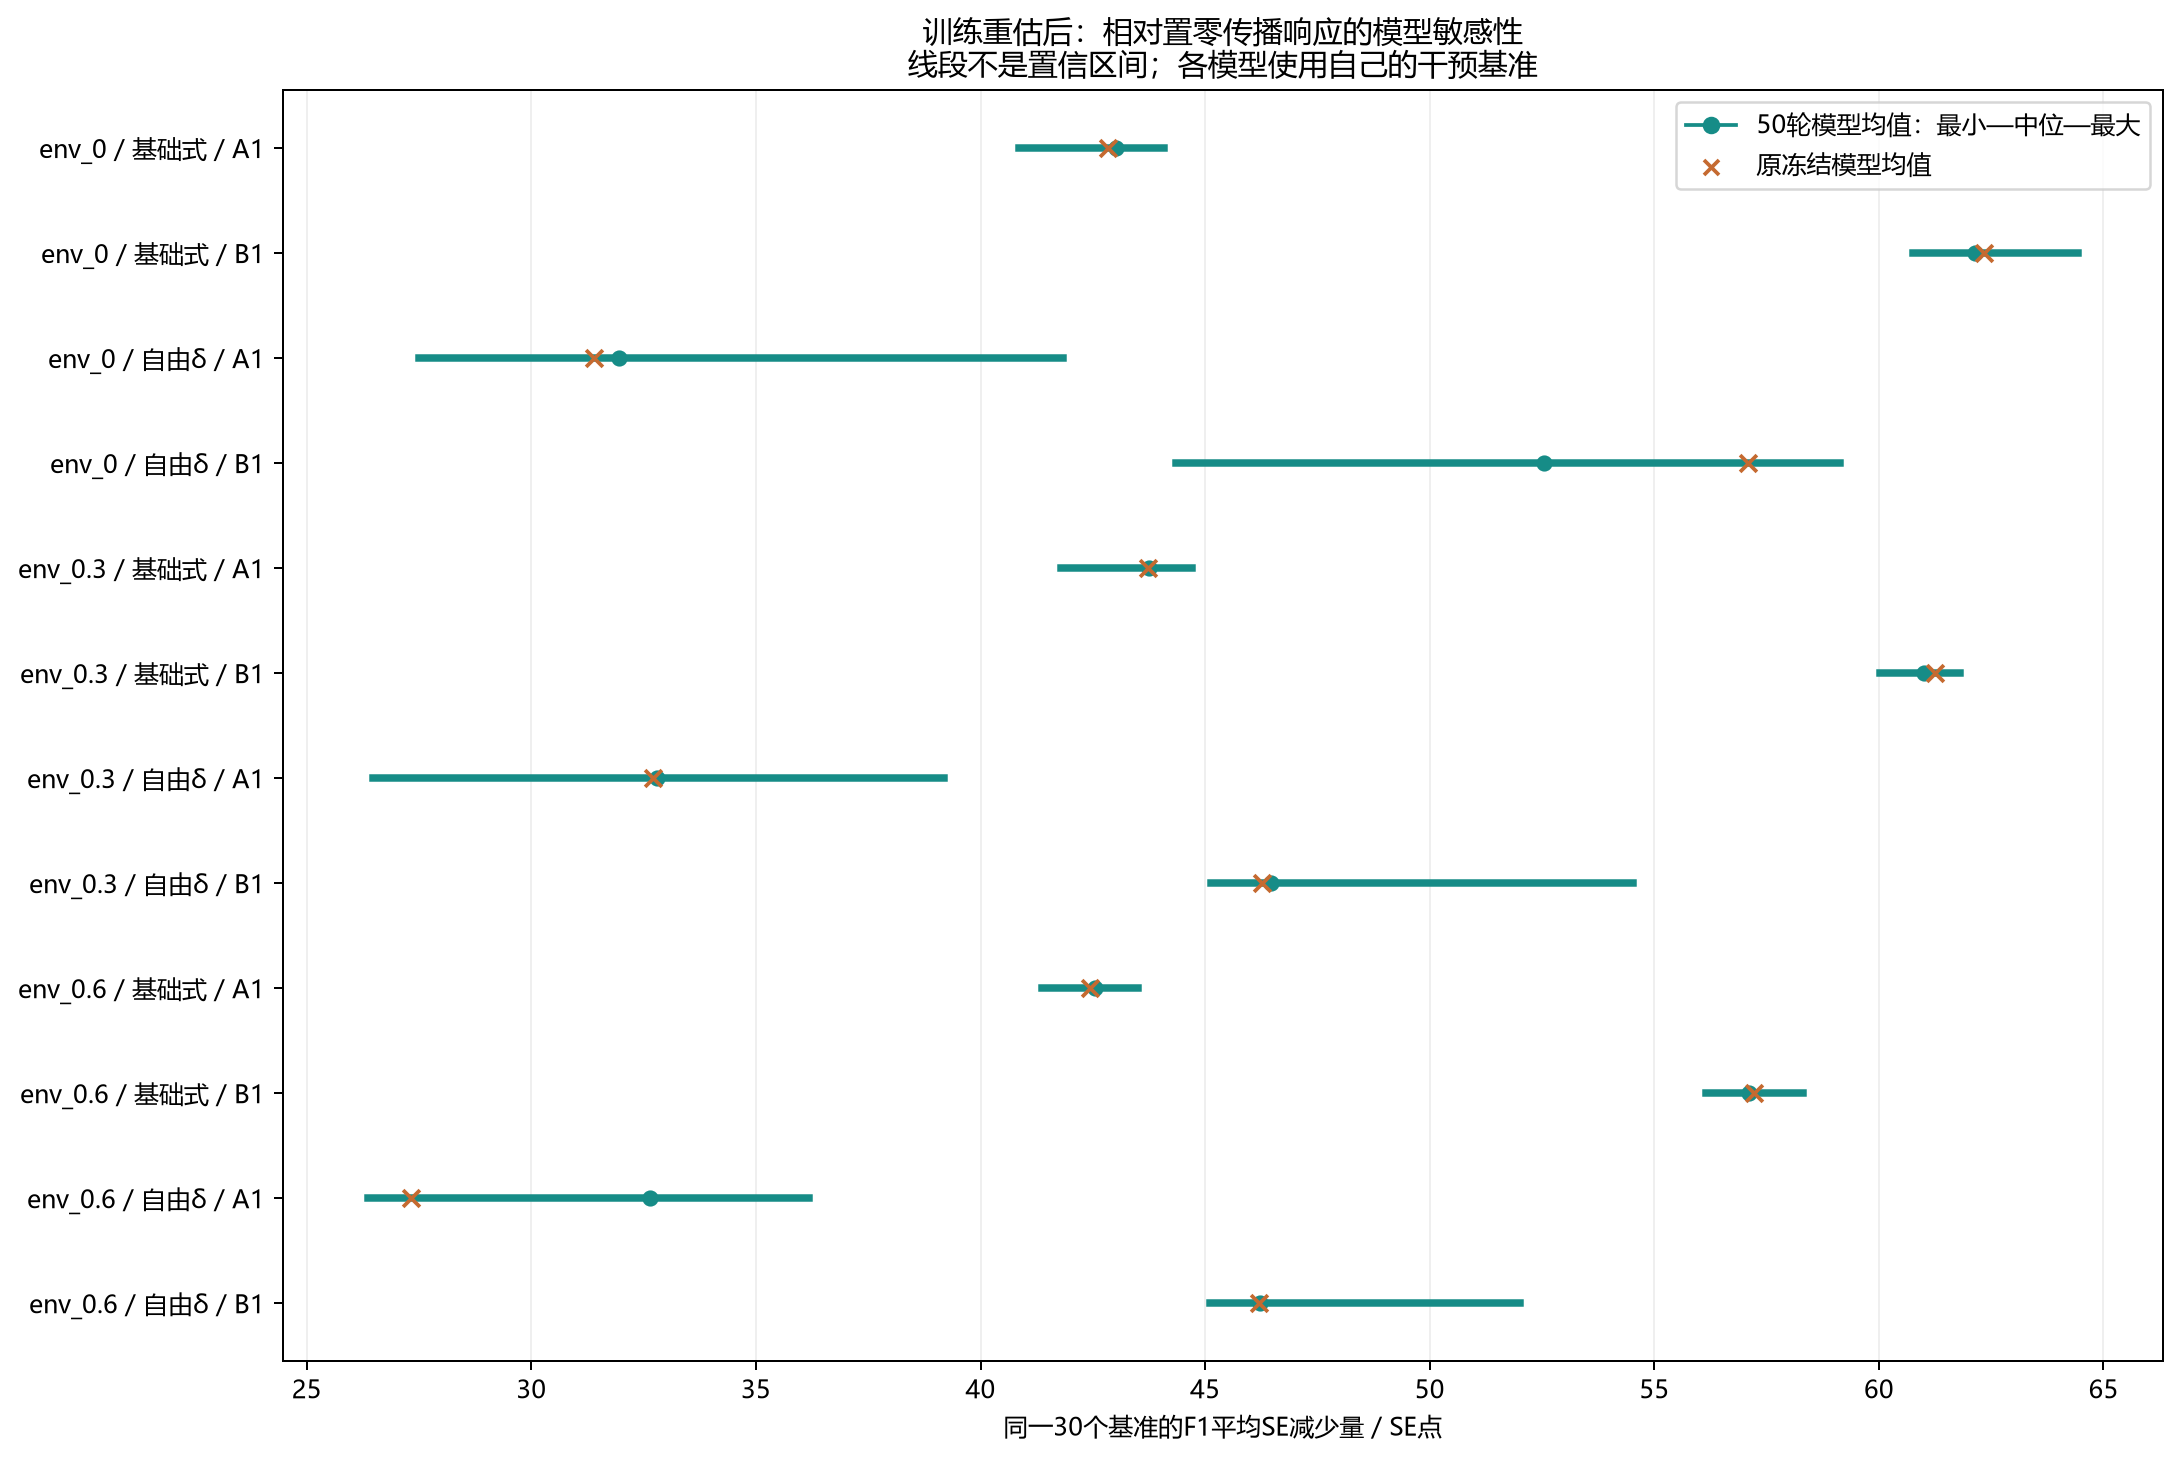 训练重估后：相对置零传播响应的模型敏感性
线段不是置信区间；各模型使用自己的干预基准
50轮模型均值：最小—中位—最大
原冻结模型均值
env_0 / 基础式 / A1
env_0 / 基础式 / B1
env_0 / 自由δ / A1
env_0 / 自由δ / B1
env_0.3 / 基础式 / A1
env_0.3 / 基础式 / B1
env_0.3 / 自由δ / A1
env_0.3 / 自由δ / B1
env_0.6 / 基础式 / A1
env_0.6 / 基础式 / B1
env_0.6 / 自由δ / A1
env_0.6 / 自由δ / B1
25 30 35 40 45 50 55 60 65
同一30个基准的F1平均SE减少量 / SE点